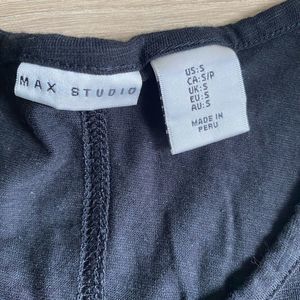 MAX STUDIO
US:S
CA:S/P
UK:S
EU:S
AU:S
MADE IN
PERU